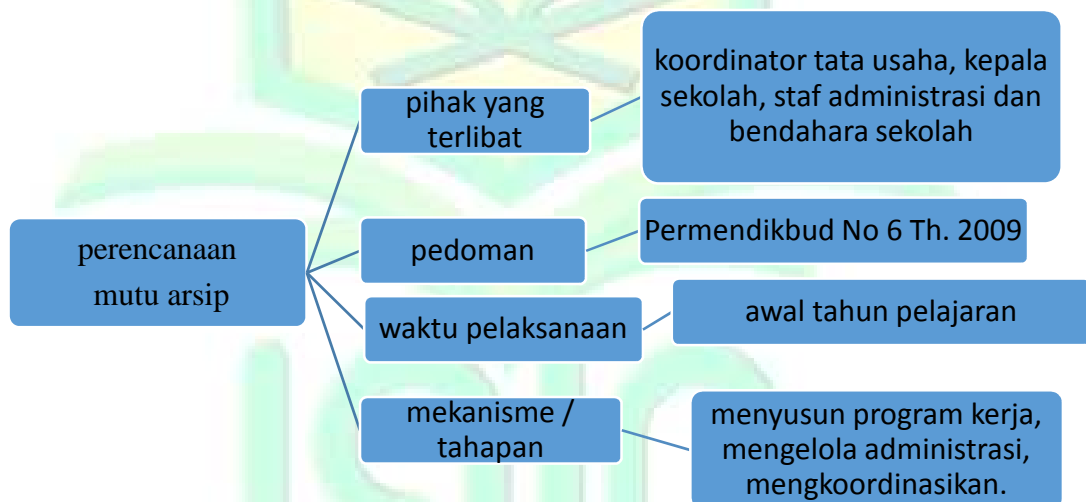 perencanaan
mutu arsip
pihak yang
terlibat
koordinator tata usaha, kepala
sekolah, staf administrasi dan
bendahara sekolah
pedoman
Permendikbud No 6 Th. 2009
waktu pelaksanaan
awal tahun pelajaran
mekanisme /
tahapan
menyusun program kerja,
mengelola administrasi,
mengkoordinasikan.